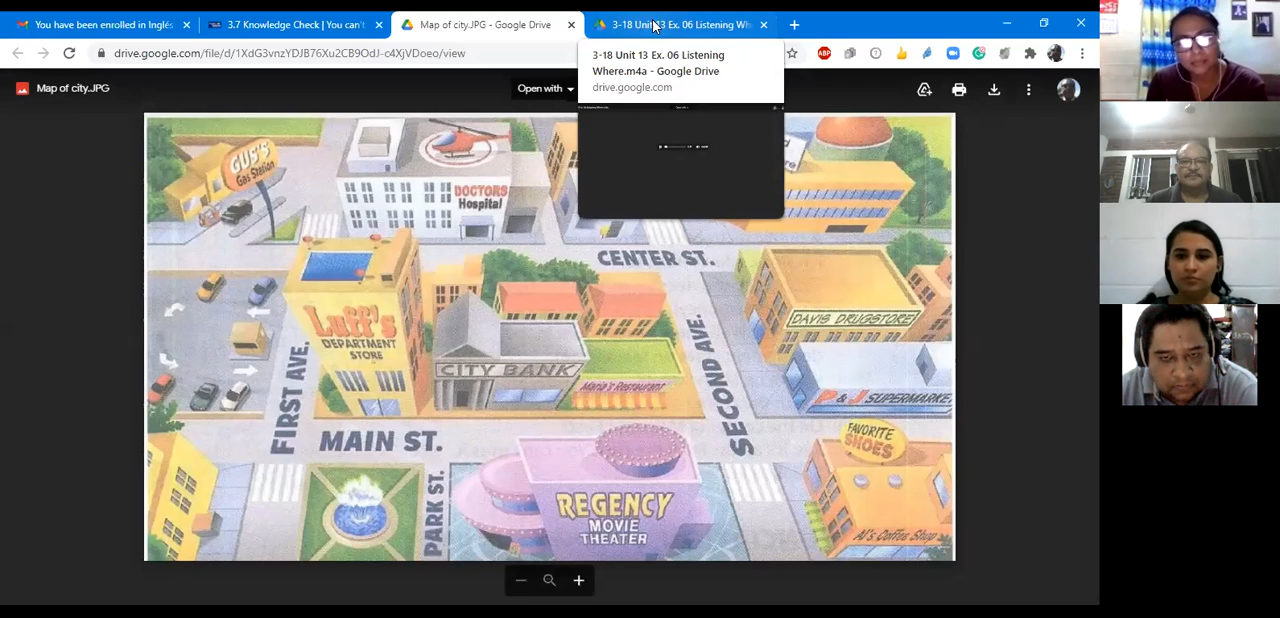 You have been enrolled in Inglés
3.7 Knowledge Check | You can't
Map of city.JPG - Google Drive
3-18 Unit 13 Ex. 06 Listening Wh
drive.google.com/file/d/1XdG3vnzYDJB76Xu2CB9OdJ-c4XjVDoeo/view
ABP
3-18 Unit 13 Ex. 06 Listening
Where.m4a - Google Drive
drive.google.com
Map of city.JPG
Open with
GUS'S
Gas Station
DOCTORS
Hospital
CENTER ST.
Luff's
DEPARTMENT
STORE
DAVIS DRUGSTORE
CITY BANK
Maria's Restaurant
P & J SUPERMARKE
FIRST AVE.
SECOND AVE.
MAIN ST.
FAVORITE
SHOES
PARK ST.
REGENCY
MOVIE
THEATER
Al's Coffee Shop